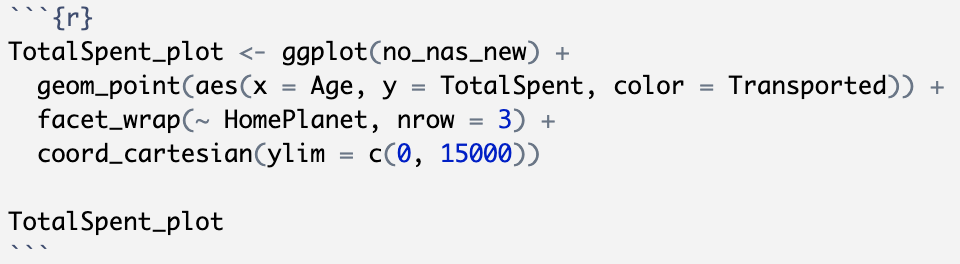 ```{r}
TotalSpent_plot <- ggplot(no_nas_new) +
  geom_point(aes(x = Age, y = TotalSpent, color = Transported)) +
  facet_wrap(~ HomePlanet, nrow = 3) +
  coord_cartesian(ylim = c(0, 15000))

TotalSpent_plot
```